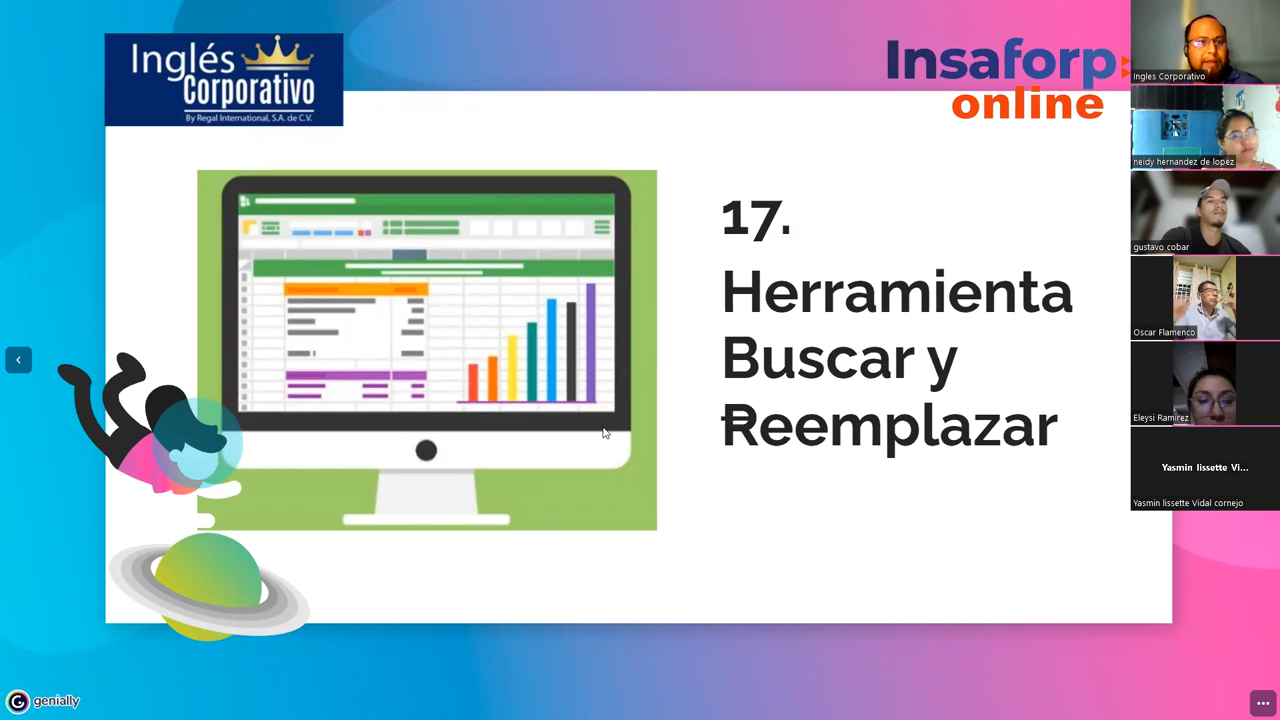 Inglés
Corporativo
By Regal International, S.A. de C.V.
Insaforp
online
17.
Herramienta
Buscar y
Reemplazar
Ingles Corporativo
neidy hernandez de lopez
gustavo cobar
Oscar Flamenco
Eleysi Ramirez
Yasmin lissette Vi...
Yasmin lissette Vidal cornejo
genially